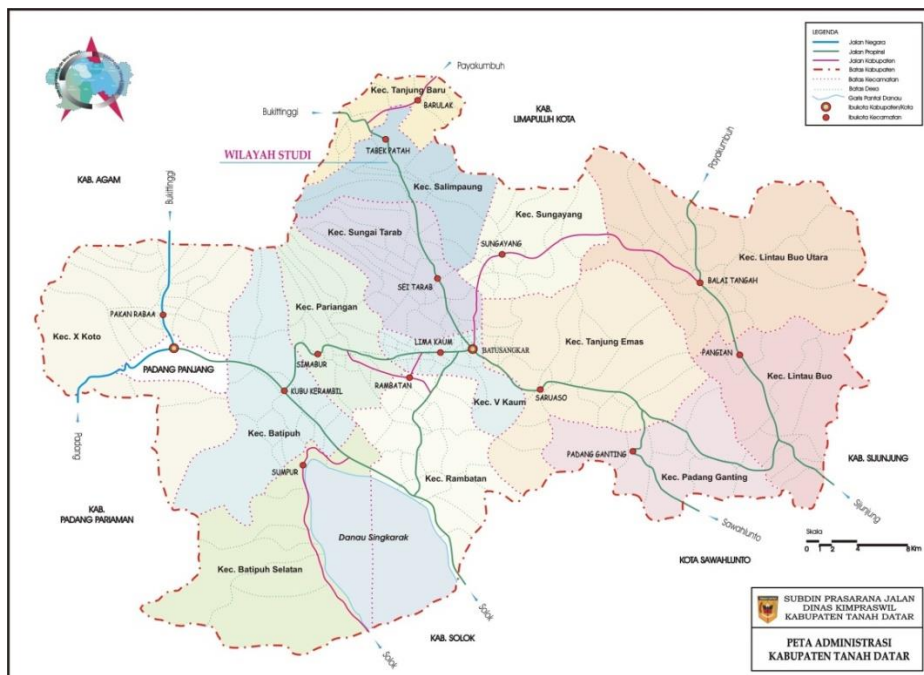 LEGENDA
Jalan Negara
Jalan Propinsi
Jalan Kabupaten
Batas Kabupaten
Batas Kecamatan
Batas Desa
Garis Pantai Danau
Ibukota Kabupaten/Kota
Ibukota Kecamatan
Payakumbuh
Kec. Tanjung Baru
BARULAK
Bukittinggi
KAB.
LIMAPULUH KOTA
TABEK PATAH
WILAYAH STUDI
Payakumbuh
KAB. AGAM
Kec. Salimpaung
Bukittinggi
Kec. Sungayang
Kec. Sungai Tarab
SUNGAYANG
Kec. Lintau Buo Utara
SEI TARAB
BALAI TANGAH
Kec. Pariangan
PAKAN RABAA
Kec. X Koto
Kec. Tanjung Emas
LIMA KAUM
BATUSANGKAR
PANGIAN
SIMABUR
PADANG PANJANG
Kec. Lintau Buo
RAMBATAN
KUBU KERAMBIL
SARUASO
Kec. V Kaum
Padang
Kec. Batipuh
PADANG GANTING
KAB. SIJUNJUNG
SUMPUR
Kec. Rambatan
Kec. Padang Ganting
KAB.
PADANG PARIAMAN
Sijunjung
Sawahlunto
Danau Singkarak
Skala
0 1 2 4 8 Km
KOTA SAWAHLUNTO
Kec. Batipuh Selatan
Solok
KAB. SOLOK
Solok
SUBDIN PRASARANA JALAN
DINAS KIMPRASWIL
KABUPATEN TANAH DATAR
PETA ADMINISTRASI
KABUPATEN TANAH DATAR